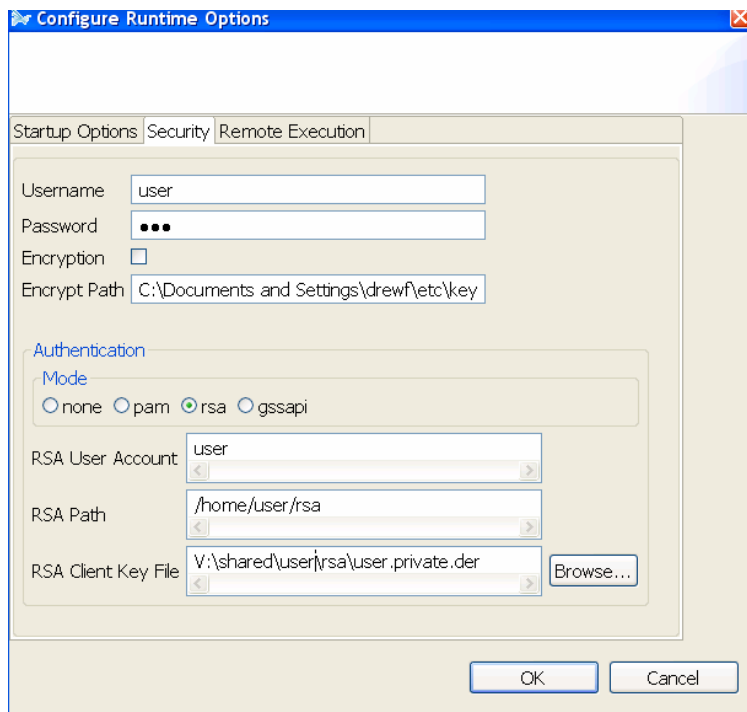 Configure Runtime Options
Startup Options Security Remote Execution
Username user
Password •••
Encryption
Encrypt Path C:\Documents and Settings\drewf\etc\key
Authentication
Mode
none pam rsa gssapi
RSA User Account user
RSA Path /home/user/rsa
RSA Client Key File V:\shared\user\rsa\user.private.der Browse...
OK Cancel